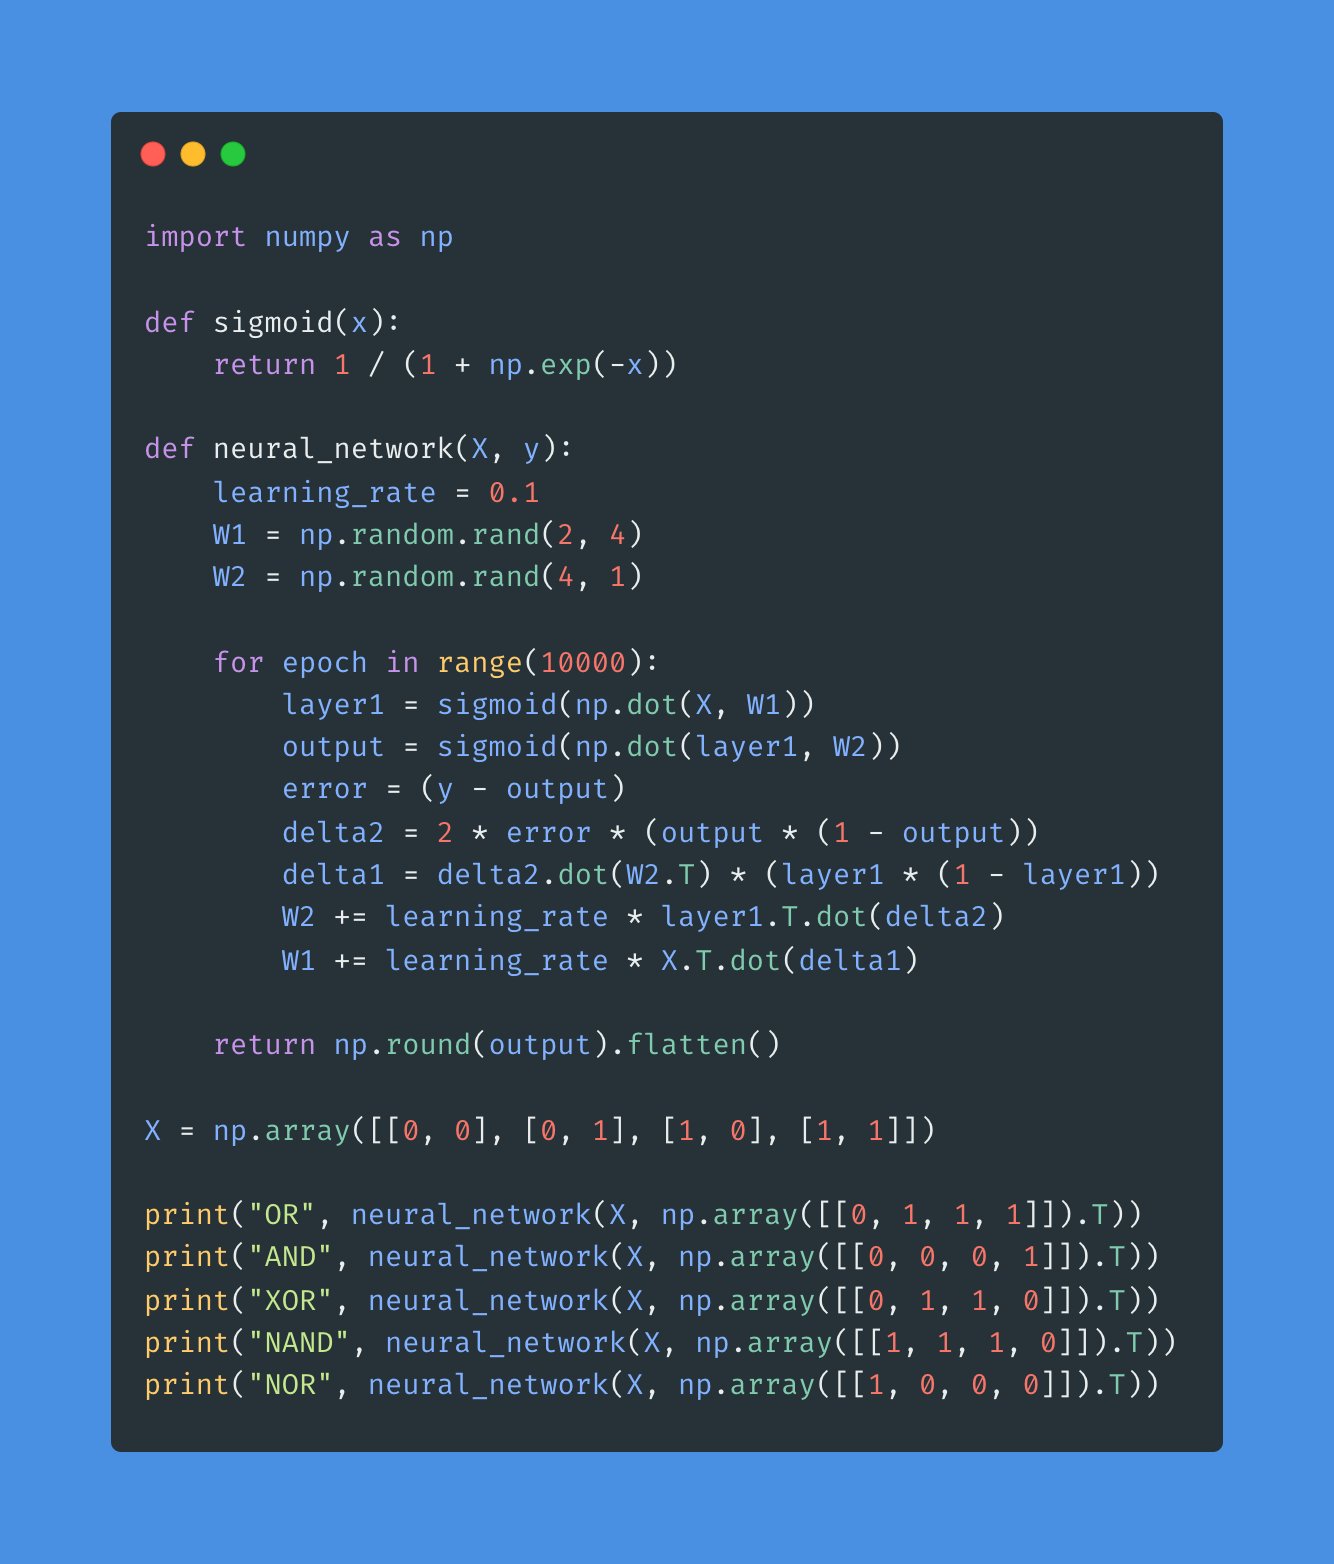 import numpy as np
def sigmoid(x):
    return 1 / (1 + np.exp(-x))
def neural_network(X, y):
    learning_rate = 0.1
    W1 = np.random.rand(2, 4)
    W2 = np.random.rand(4, 1)
    for epoch in range(10000):
        layer1 = sigmoid(np.dot(X, W1))
        output = sigmoid(np.dot(layer1, W2))
        error = (y - output)
        delta2 = 2 * error * (output * (1 - output))
        delta1 = delta2.dot(W2.T) * (layer1 * (1 - layer1))
        W2 += learning_rate * layer1.T.dot(delta2)
        W1 += learning_rate * X.T.dot(delta1)
    return np.round(output).flatten()
X = np.array([[0, 0], [0, 1], [1, 0], [1, 1]])
print("OR", neural_network(X, np.array([[0, 1, 1, 1]]).T))
print("AND", neural_network(X, np.array([[0, 0, 0, 1]]).T))
print("XOR", neural_network(X, np.array([[0, 1, 1, 0]]).T))
print("NAND", neural_network(X, np.array([[1, 1, 1, 0]]).T))
print("NOR", neural_network(X, np.array([[1, 0, 0, 0]]).T))